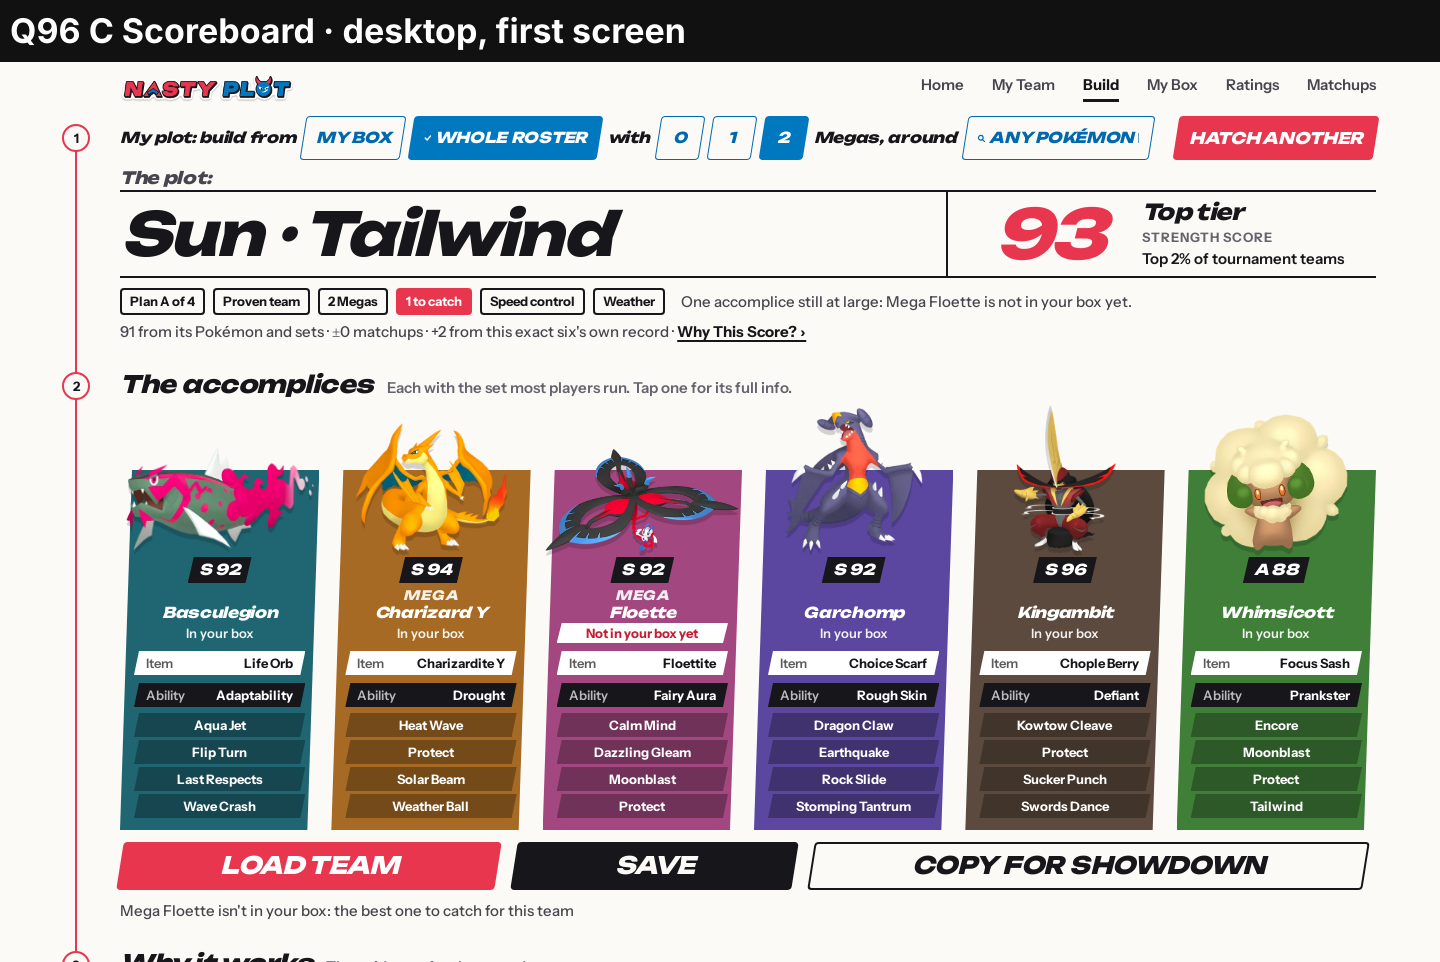 Q96 C Scoreboard · desktop, first screen
NASTY PLOT
Home My Team Build My Box Ratings Matchups
1
My plot: build from MY BOX ✓ WHOLE ROSTER with 0 1 2 Megas, around ANY POKÉMON HATCH ANOTHER
The plot:
Sun · Tailwind
93
Top tier
STRENGTH SCORE
Top 2% of tournament teams
Plan A of 4 Proven team 2 Megas 1 to catch Speed control Weather One accomplice still at large: Mega Floette is not in your box yet.
91 from its Pokémon and sets · ±0 matchups · +2 from this exact six's own record · Why This Score? ›
2
The accomplices Each with the set most players run. Tap one for its full info.
S 92
Basculegion
In your box
Item Life Orb
Ability Adaptability
Aqua Jet
Flip Turn
Last Respects
Wave Crash
S 94
MEGA
Charizard Y
In your box
Item Charizardite Y
Ability Drought
Heat Wave
Protect
Solar Beam
Weather Ball
S 92
MEGA
Floette
Not in your box yet
Item Floettite
Ability Fairy Aura
Calm Mind
Dazzling Gleam
Moonblast
Protect
S 92
Garchomp
In your box
Item Choice Scarf
Ability Rough Skin
Dragon Claw
Earthquake
Rock Slide
Stomping Tantrum
S 96
Kingambit
In your box
Item Chople Berry
Ability Defiant
Kowtow Cleave
Protect
Sucker Punch
Swords Dance
A 88
Whimsicott
In your box
Item Focus Sash
Ability Prankster
Encore
Moonblast
Protect
Tailwind
LOAD TEAM SAVE COPY FOR SHOWDOWN
Mega Floette isn't in your box: the best one to catch for this team
Why it works